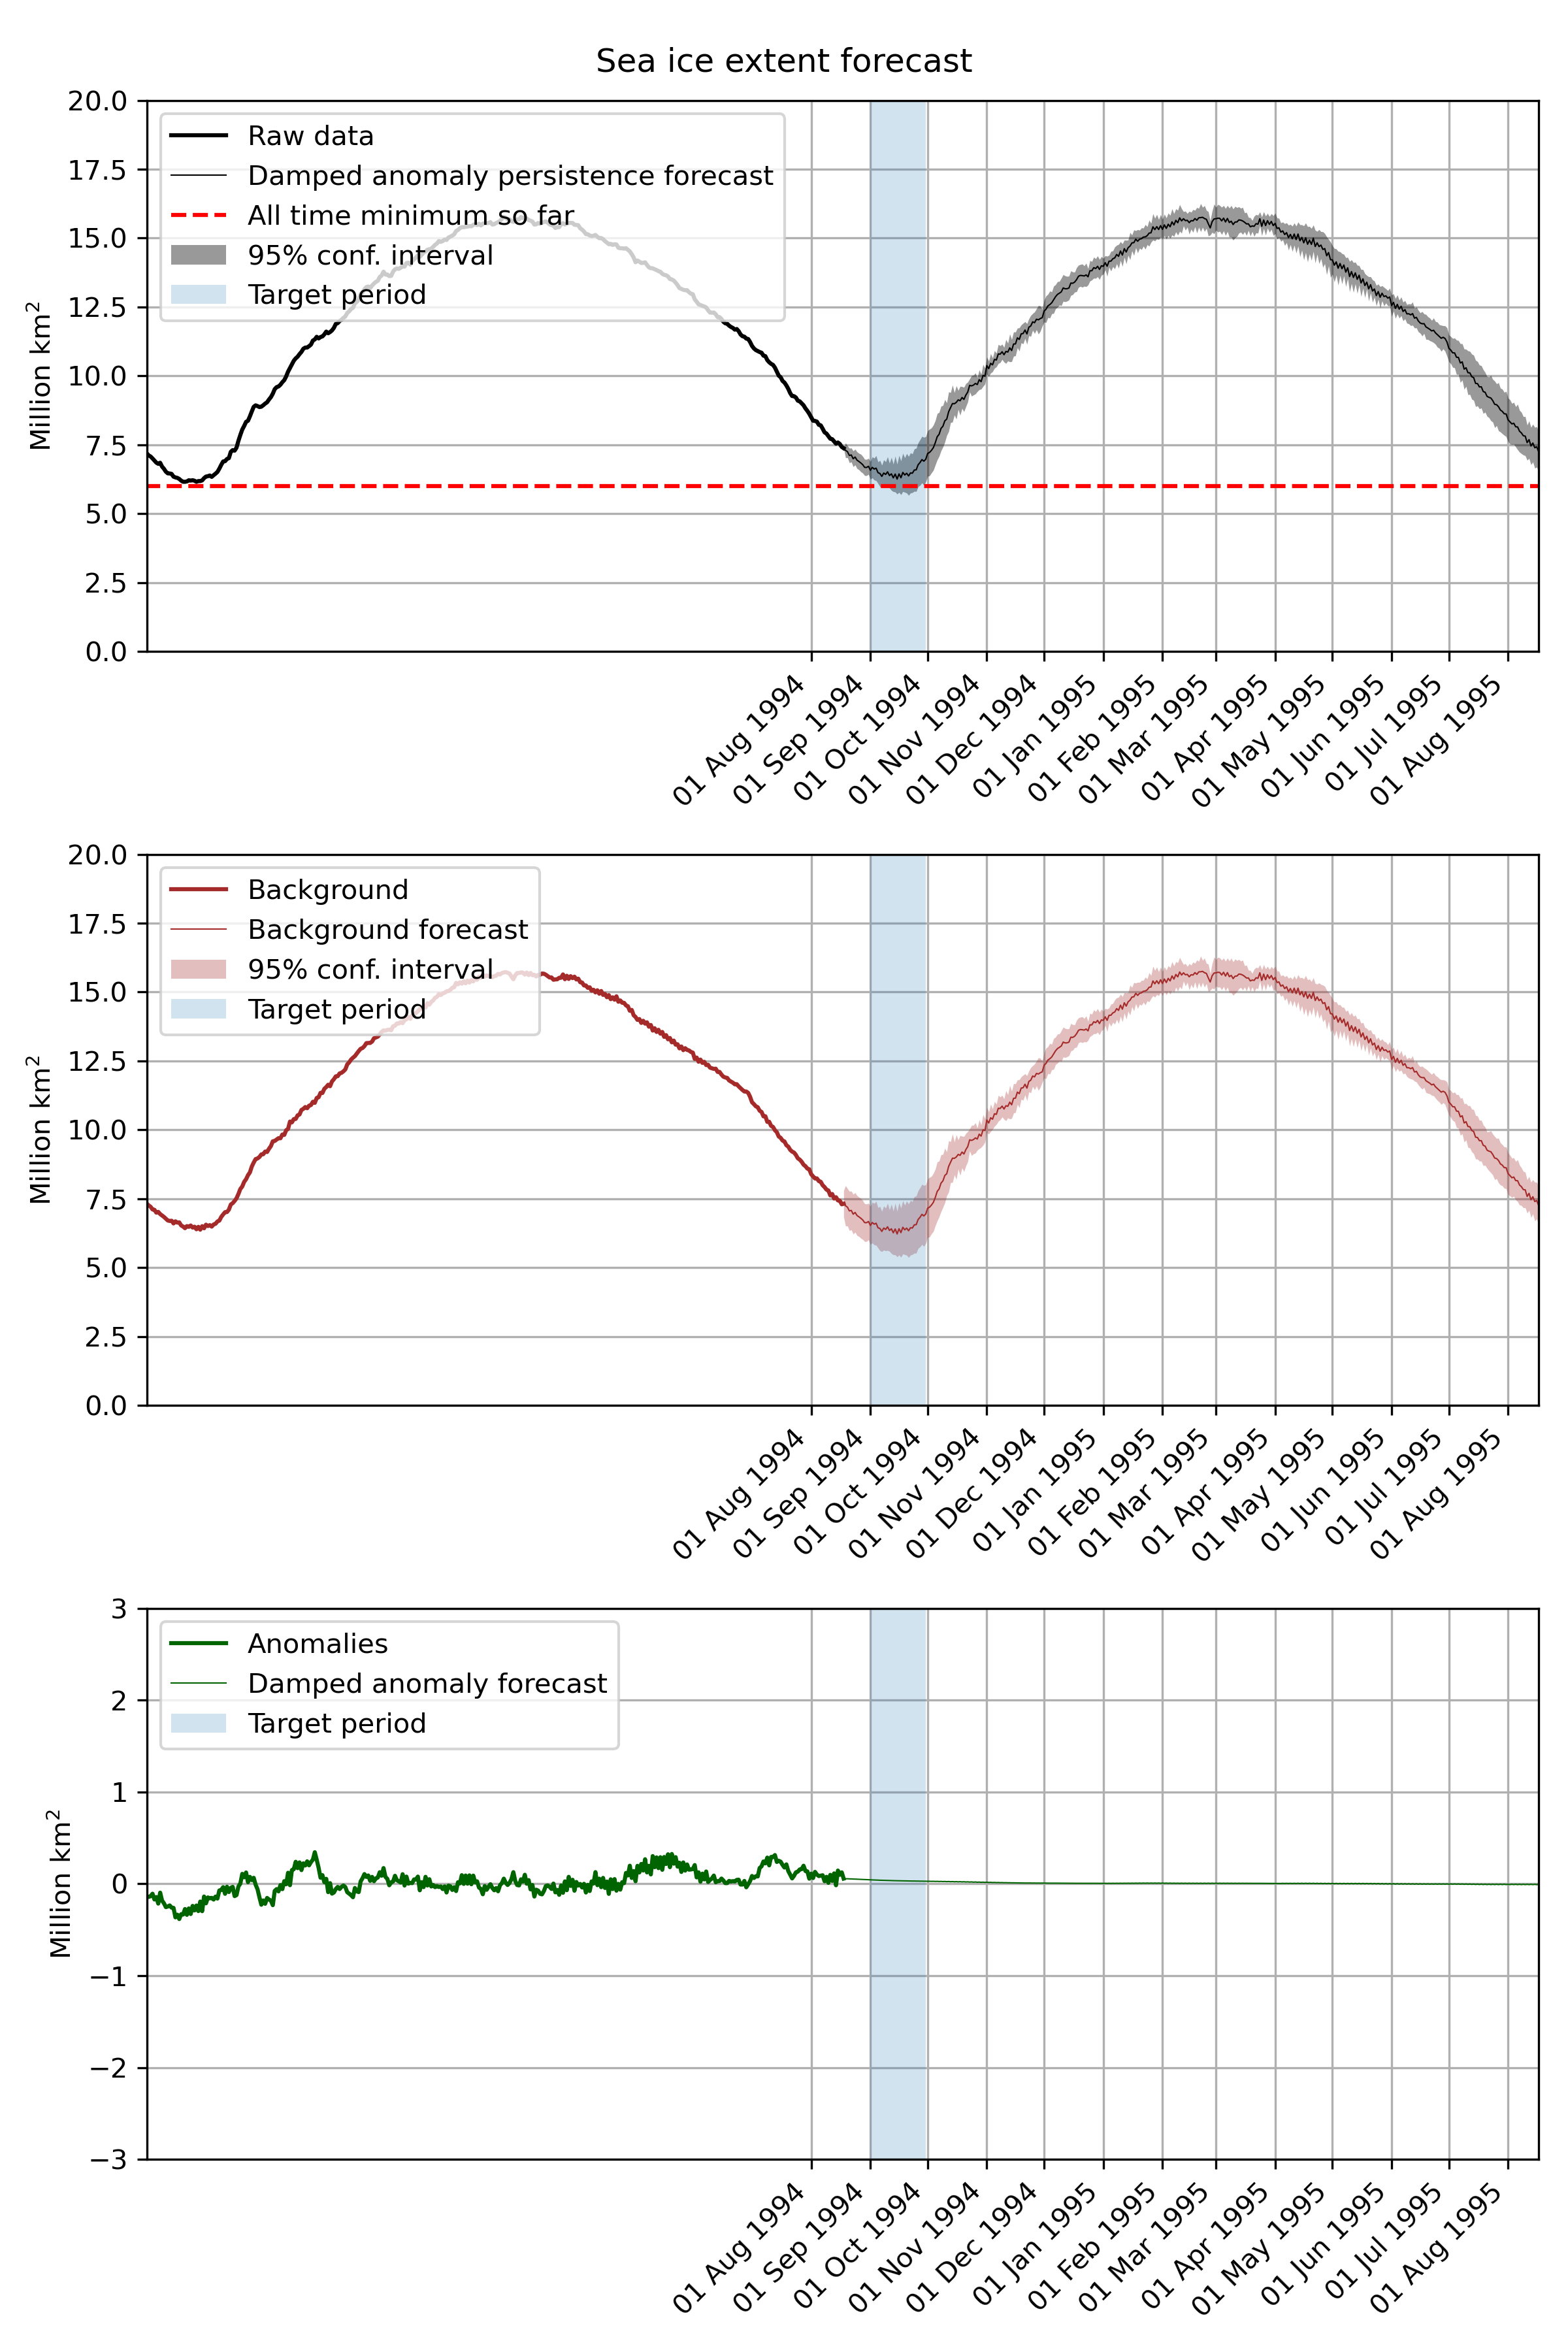 Sea ice extent forecast
20.0
17.5
15.0
12.5
10.0
7.5
5.0
2.5
0.0
Million km²
Raw data
Damped anomaly persistence forecast
All time minimum so far
95% conf. interval
Target period
01 Aug 1994
01 Sep 1994
01 Oct 1994
01 Nov 1994
01 Dec 1994
01 Jan 1995
01 Feb 1995
01 Mar 1995
01 Apr 1995
01 May 1995
01 Jun 1995
01 Jul 1995
01 Aug 1995
20.0
17.5
15.0
12.5
10.0
7.5
5.0
2.5
0.0
Million km²
Background
Background forecast
95% conf. interval
Target period
01 Aug 1994
01 Sep 1994
01 Oct 1994
01 Nov 1994
01 Dec 1994
01 Jan 1995
01 Feb 1995
01 Mar 1995
01 Apr 1995
01 May 1995
01 Jun 1995
01 Jul 1995
01 Aug 1995
3
2
1
0
−1
−2
−3
Million km²
Anomalies
Damped anomaly forecast
Target period
01 Aug 1994
01 Sep 1994
01 Oct 1994
01 Nov 1994
01 Dec 1994
01 Jan 1995
01 Feb 1995
01 Mar 1995
01 Apr 1995
01 May 1995
01 Jun 1995
01 Jul 1995
01 Aug 1995